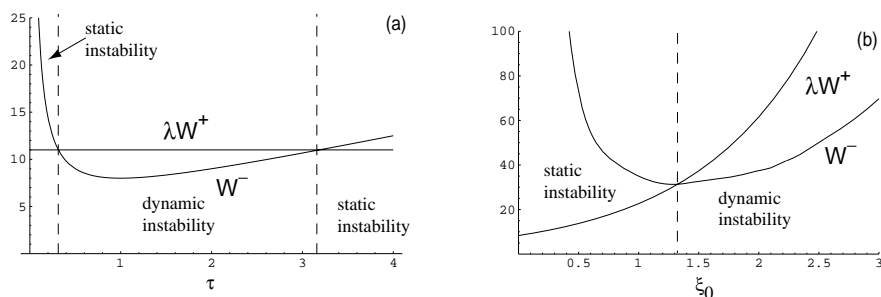 (a)
25
20
15
10
5
static
instability
λW+
W−
dynamic
instability
static
instability
1
2
3
4
τ
(b)
100
80
60
40
20
λW+
W−
static
instability
dynamic
instability
0.5
1
1.5
2
2.5
3
ξ0